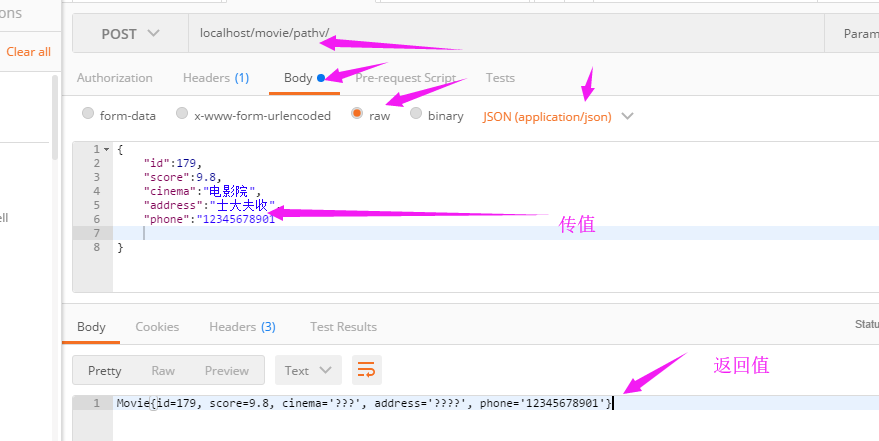 ons
POST
localhost/movie/pathv/
Param
Clear all
Authorization
Headers (1)
Body
Pre-request Script
Tests
form-data
x-www-form-urlencoded
raw
binary
JSON (application/json)
1 {
2 "id":179,
3 "score":9.8,
4 "cinema":"电影院",
5 "address":"士大夫收",
6 "phone":"12345678901"
7
8 }
ell
传值
Body
Cookies
Headers (3)
Test Results
Statu
Pretty
Raw
Preview
Text
返回值
1 Movie{id=179, score=9.8, cinema='???', address='????', phone='12345678901'}